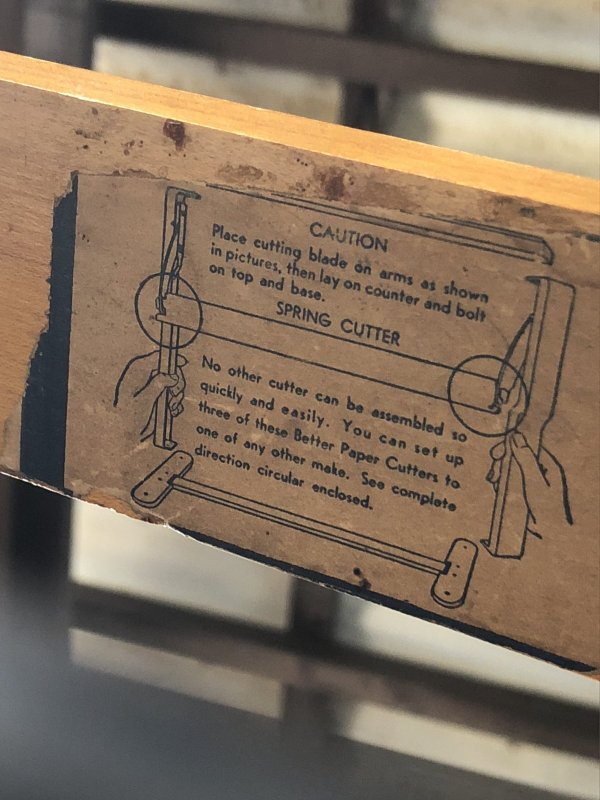 CAUTION
Place cutting blade on arms as shown
in pictures, then lay on counter and bolt
on top and base.
SPRING CUTTER
No other cutter can be assembled so
quickly and easily. You can set up
three of these Better Paper Cutters to
one of any other make. See complete
direction circular enclosed.